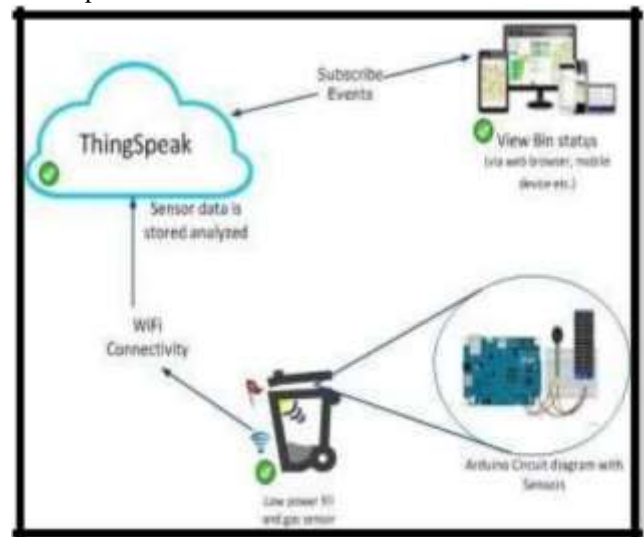 Subscribe
Events
ThingSpeak
View Bin status
(via web browser, mobile
device etc.)
Sensor data is
stored analyzed
WiFi
Connectivity
Arduino Circuit diagram with
Sensors
Low power
and gas sensor